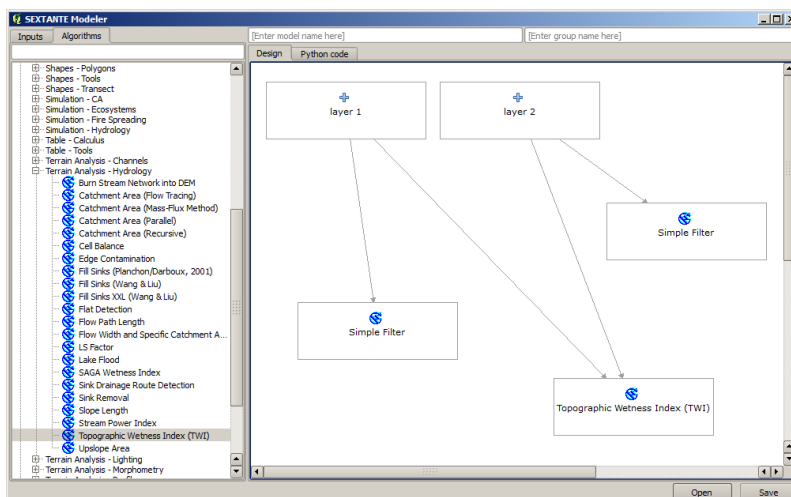 SEXTANTE Modeler
Inputs
Algorithms
[Enter model name here]
[Enter group name here]
Design
Python code
Shapes - Polygons
Shapes - Tools
Shapes - Transect
Simulation - CA
Simulation - Ecosystems
Simulation - Fire Spreading
Simulation - Hydrology
Table - Calculus
Table - Tools
Terrain Analysis - Channels
Terrain Analysis - Hydrology
Burn Stream Network into DEM
Catchment Area (Flow Tracing)
Catchment Area (Mass-Flux Method)
Catchment Area (Parallel)
Catchment Area (Recursive)
Cell Balance
Edge Contamination
Fill Sinks (Planchon/Darboux, 2001)
Fill Sinks (Wang & Liu)
Fill Sinks XXL (Wang & Liu)
Flat Detection
Flow Path Length
Flow Width and Specific Catchment A...
LS Factor
Lake Flood
SAGA Wetness Index
Sink Drainage Route Detection
Sink Removal
Slope Length
Stream Power Index
Topographic Wetness Index (TWI)
Upslope Area
Terrain Analysis - Lighting
Terrain Analysis - Morphometry
layer 1
layer 2
Simple Filter
Simple Filter
Topographic Wetness Index (TWI)
Open
Save